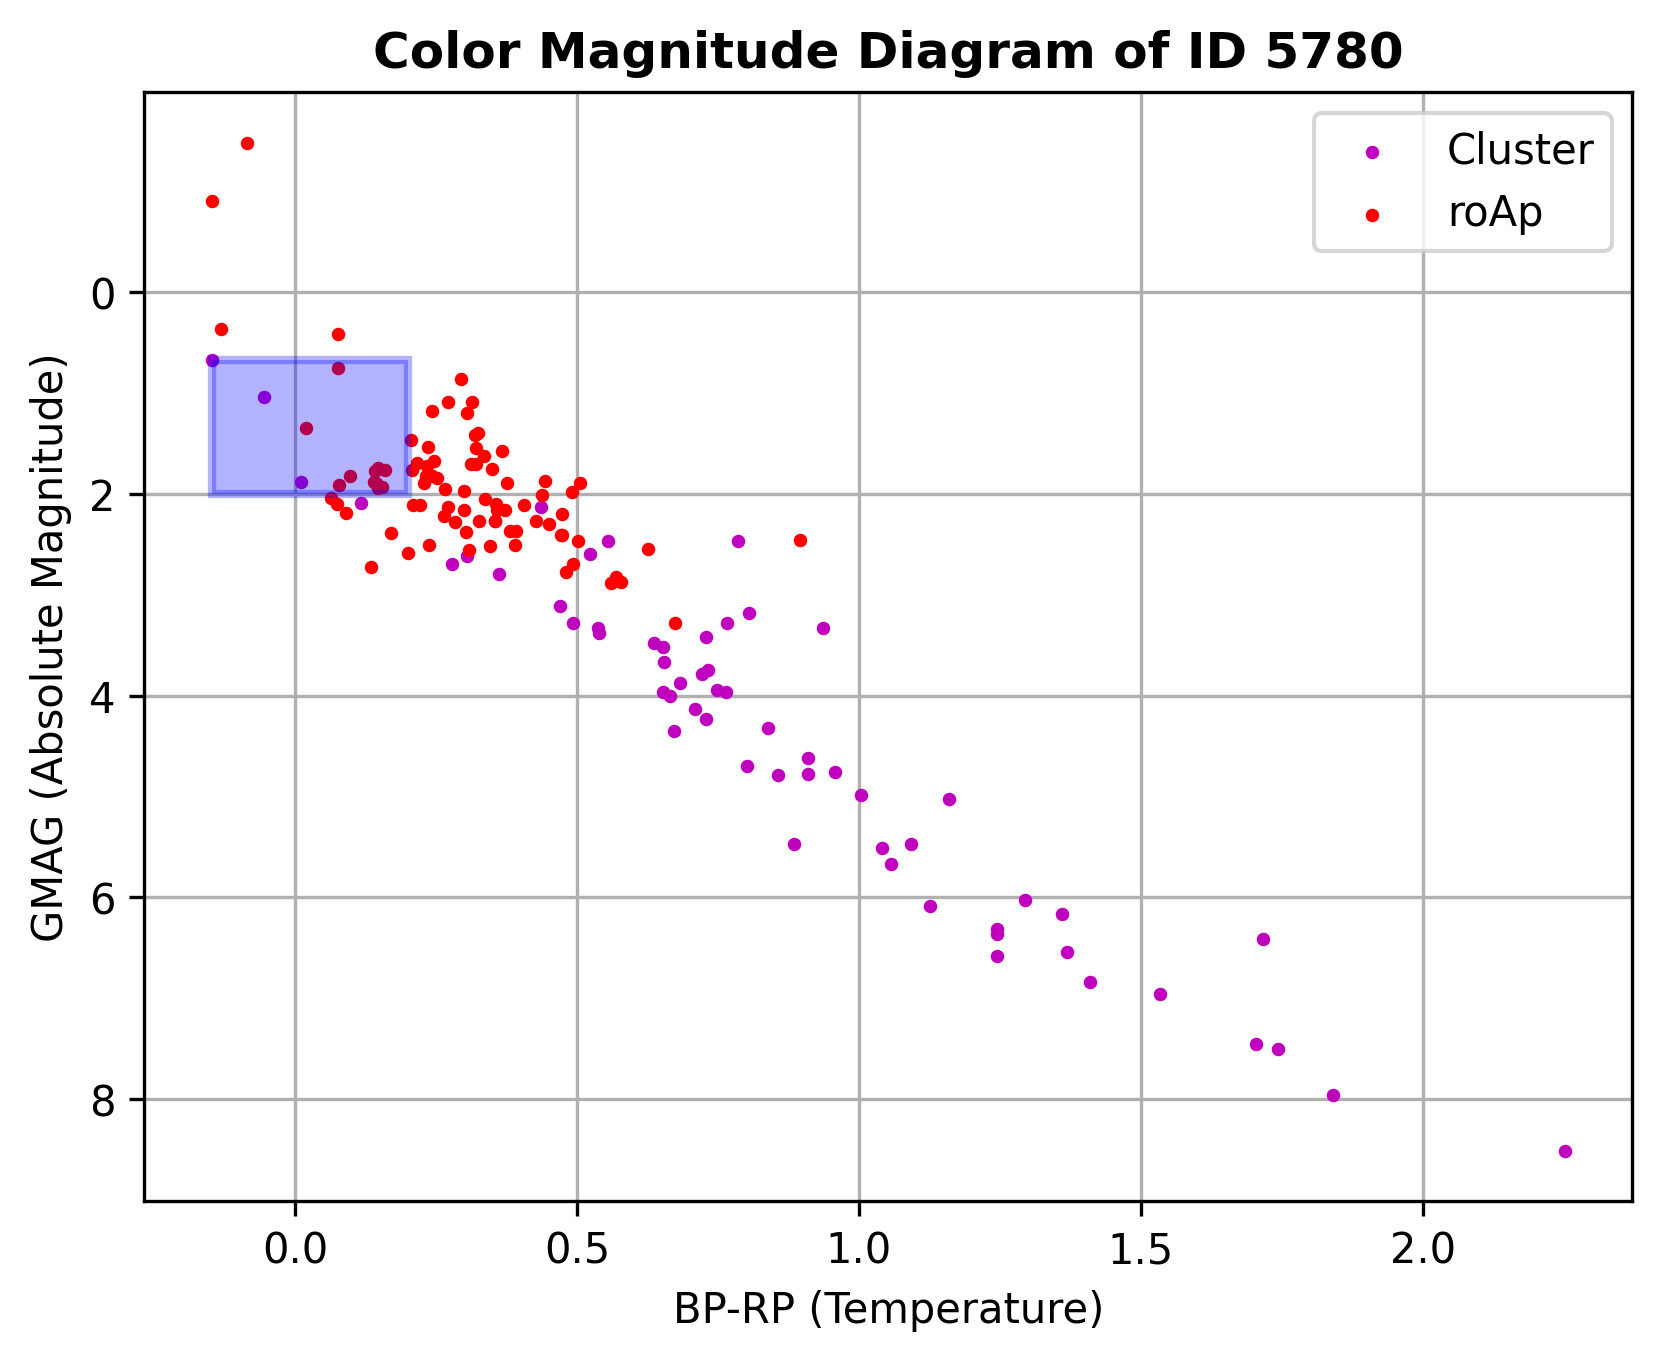 Color Magnitude Diagram of ID 5780
Cluster
roAp
GMAG (Absolute Magnitude)
0
2
4
6
8
0.0 0.5 1.0 1.5 2.0
BP-RP (Temperature)